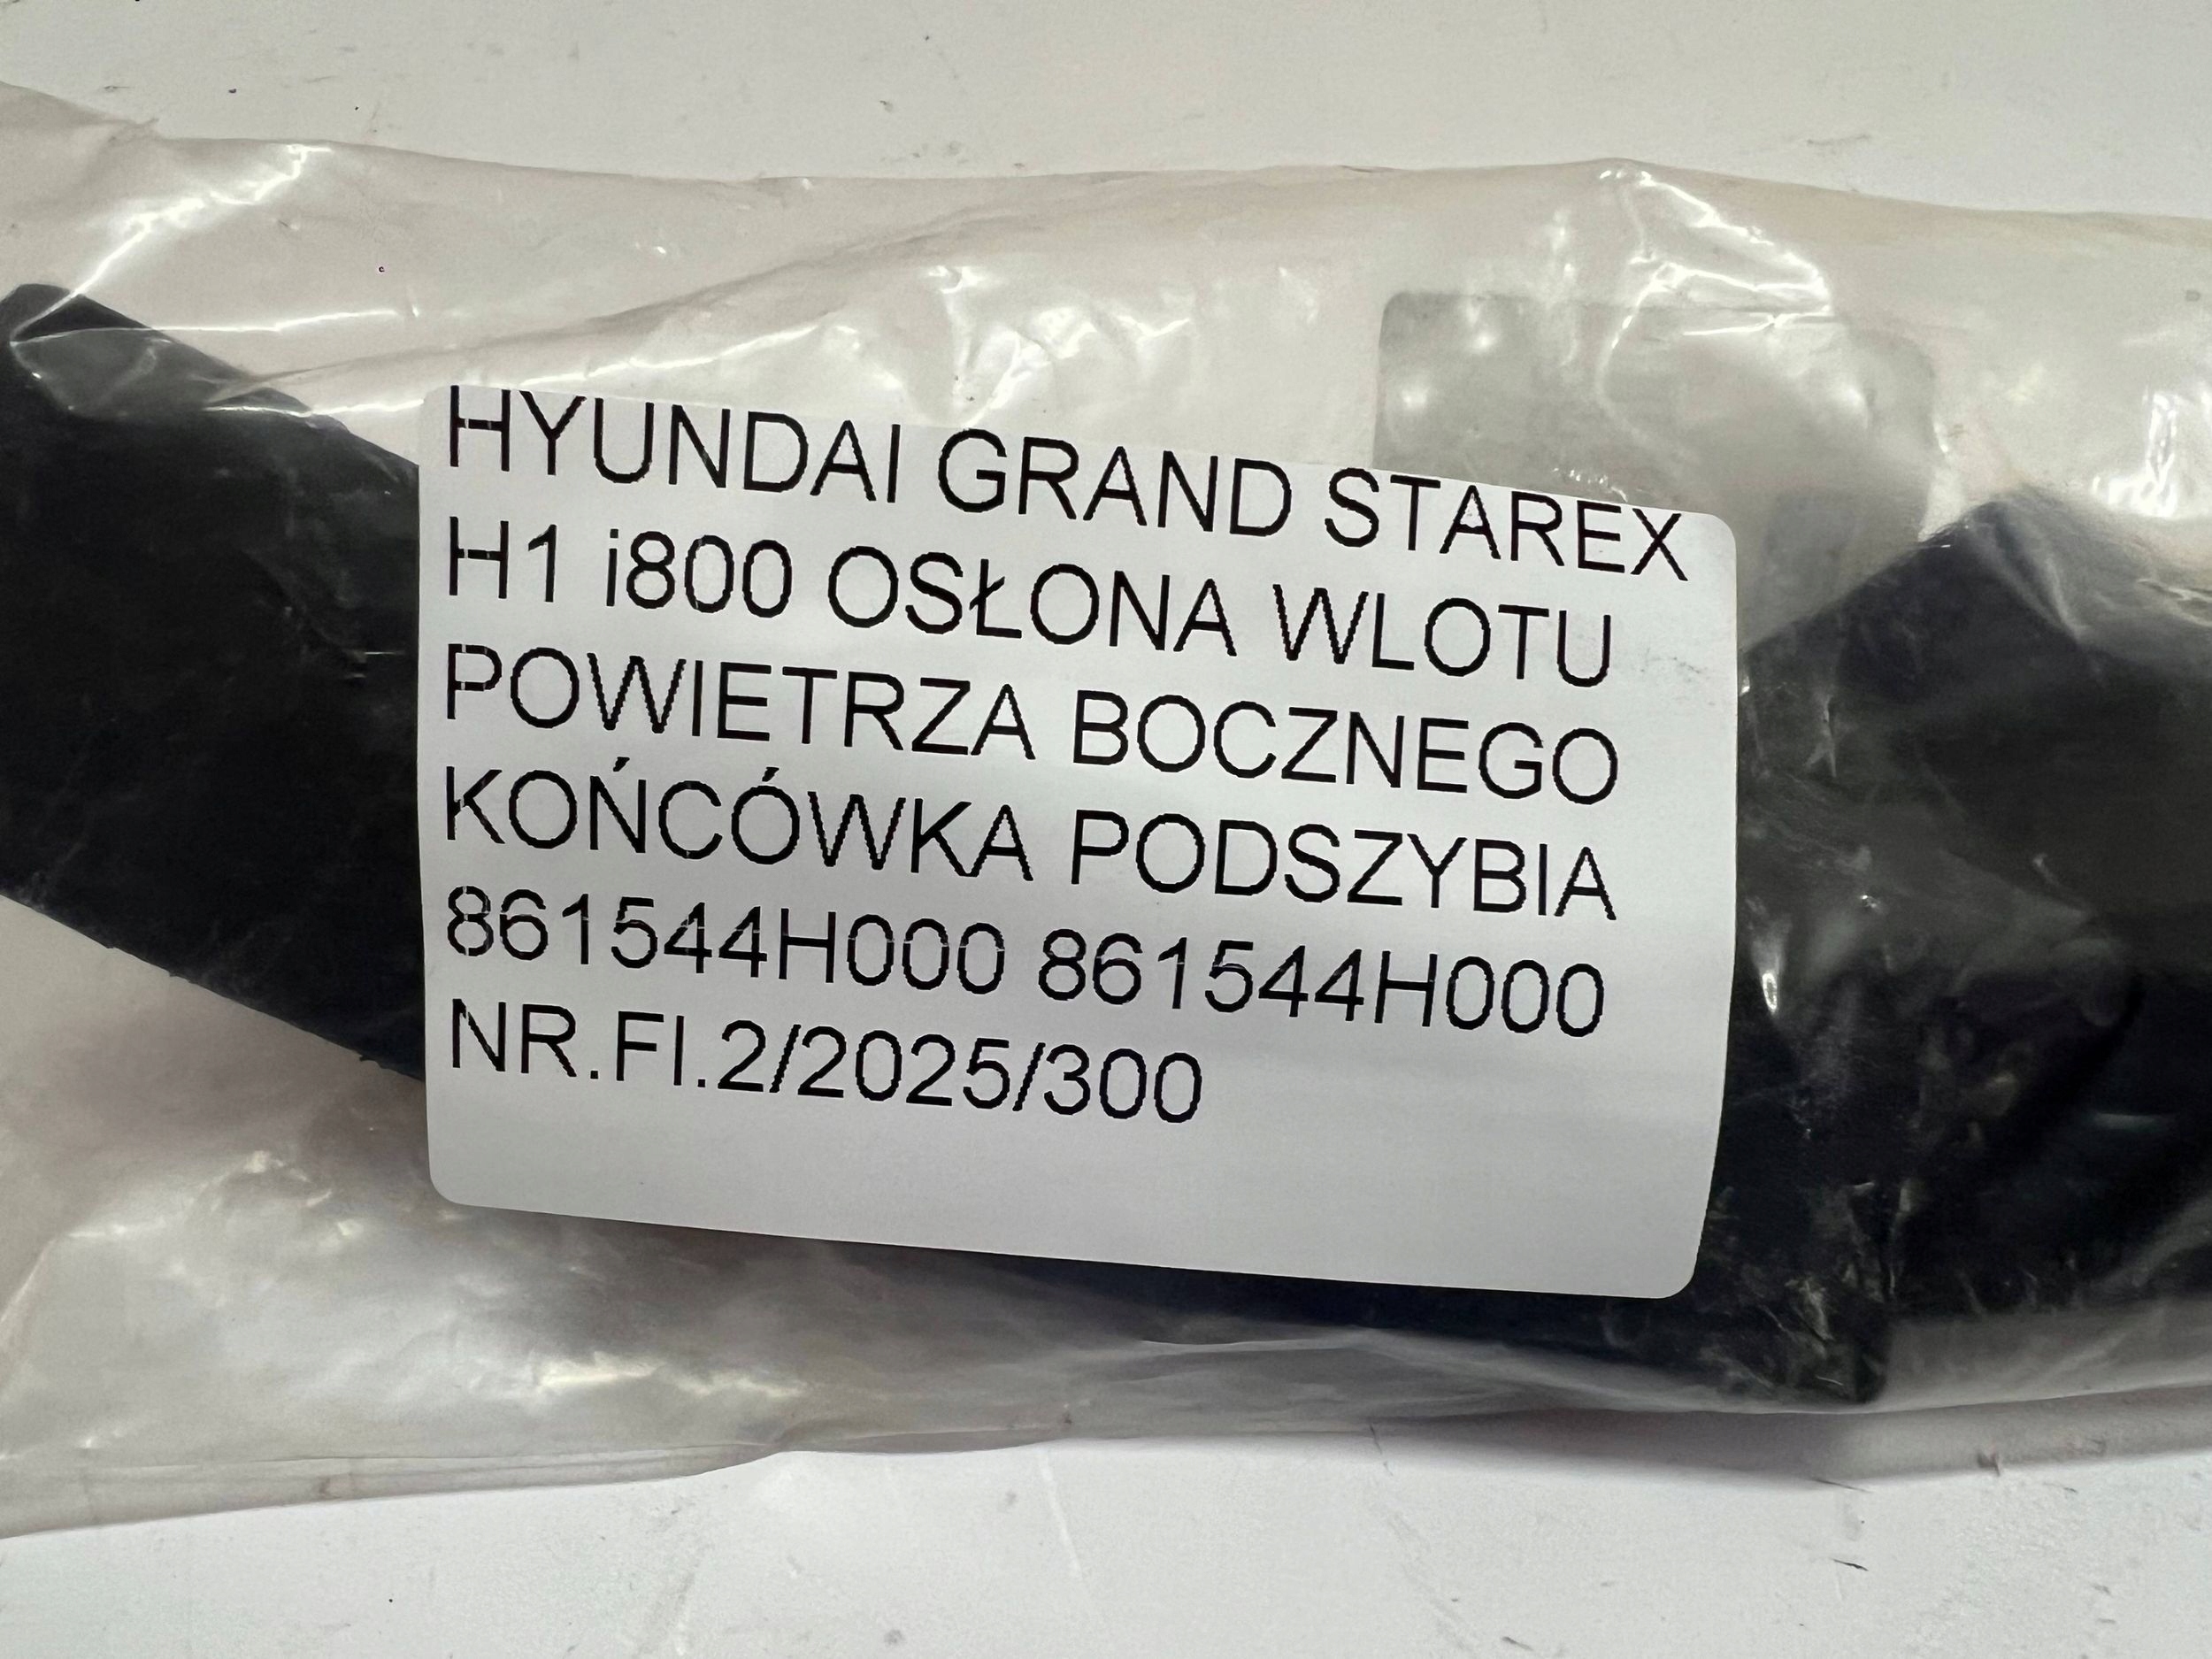 HYUNDAI GRAND STAREX
H1 i800 OSŁONA WLOTU
POWIETRZA BOCZNEGO
KOŃCÓWKA PODSZYBIA
861544H000 861544H000
NR.FI.2/2025/300